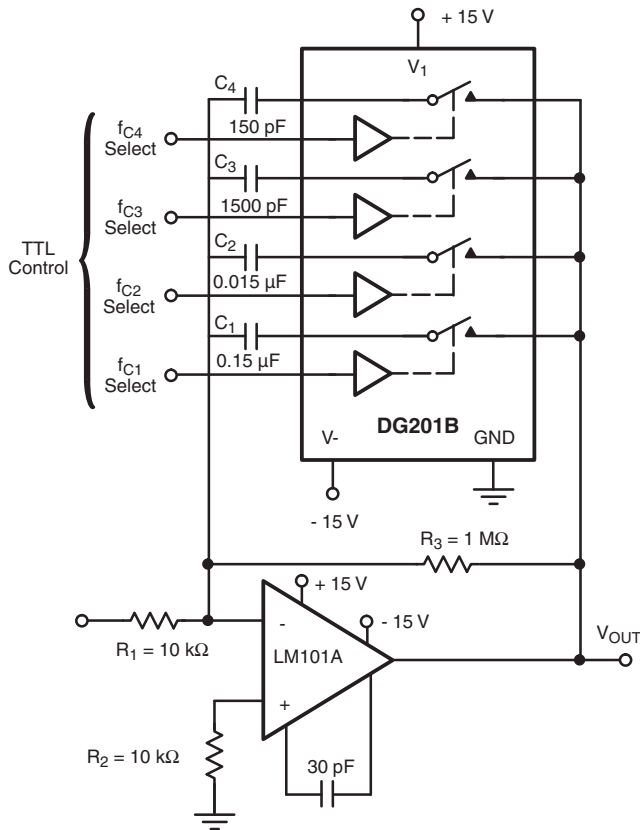 + 15 V
V1
C4
150 pF
fC4
Select
C3
1500 pF
fC3
Select
TTL
Control
C2
0.015 µF
fC2
Select
C1
0.15 µF
fC1
Select
DG201B
V-
GND
- 15 V
R3 = 1 MΩ
+ 15 V
- 15 V
-
LM101A
+
VOUT
R1 = 10 kΩ
R2 = 10 kΩ
30 pF